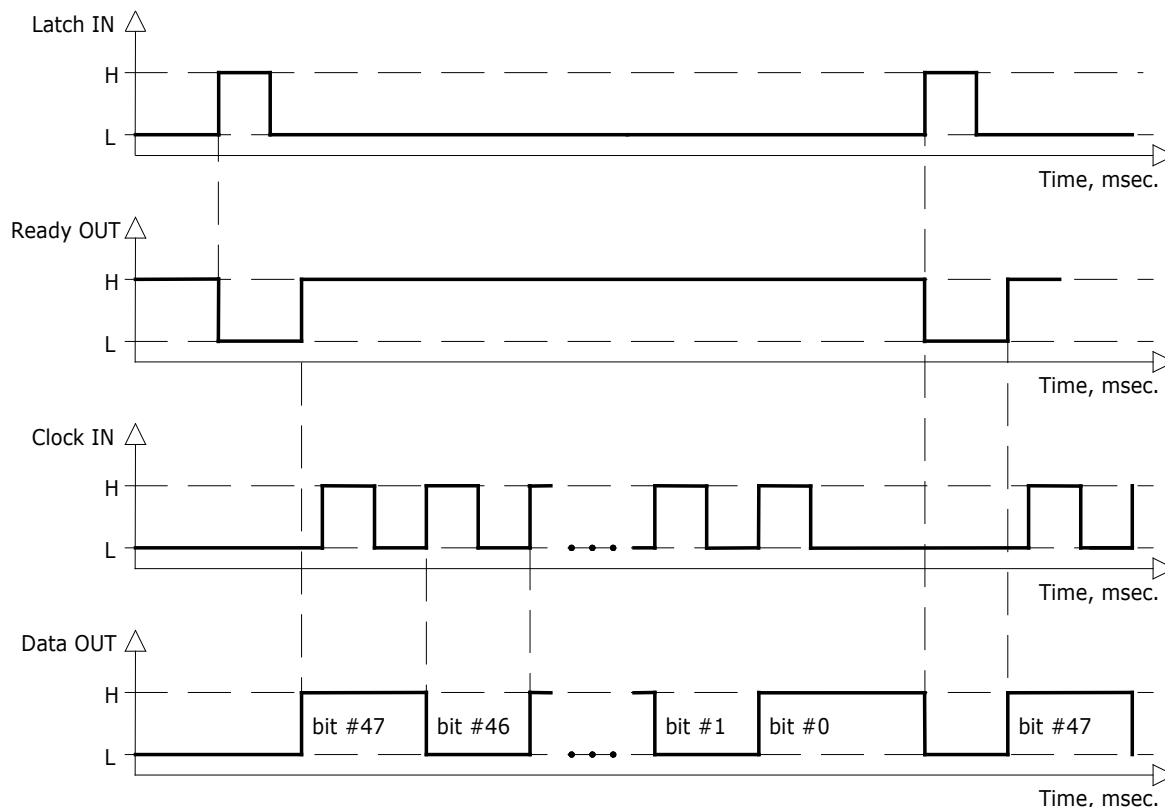 Latch IN
H
L
Time, msec.
Ready OUT
H
L
Time, msec.
Clock IN
H
L
Time, msec.
Data OUT
H
bit #47 bit #46 bit #1 bit #0 bit #47
L
Time, msec.